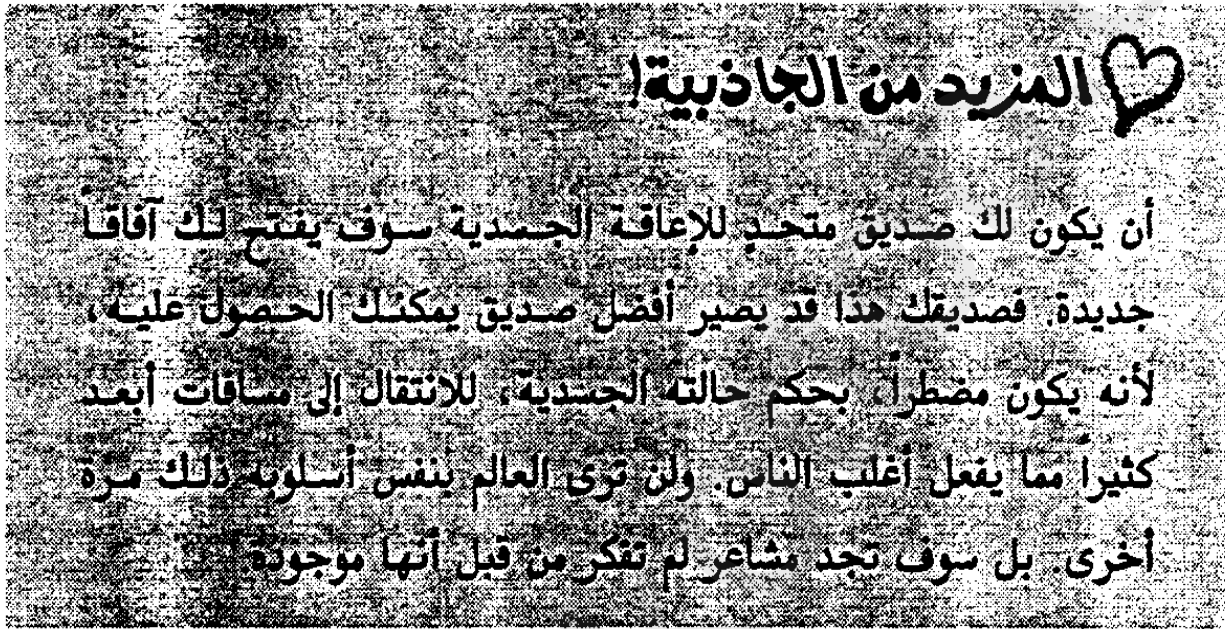 المزيد من الجاذبية!
أن يكون لك صديق متحدٍ للإعاقة الجسدية سوف يفتح لك آفاقاً
جديدة. فصديقك هذا قد يصير أفضل صديق يمكنك الحصول عليه،
لأنه يكون مضطراً، بحكم حالته الجسدية، للانتقال إلى مسافات أبعد
كثيراً مما يفعل أغلب الناس. ولن ترى العالم بنفس أسلوبه ذلك مرة
أخرى. بل سوف تجد مشاعر لم تفكر من قبل أنها موجودة.